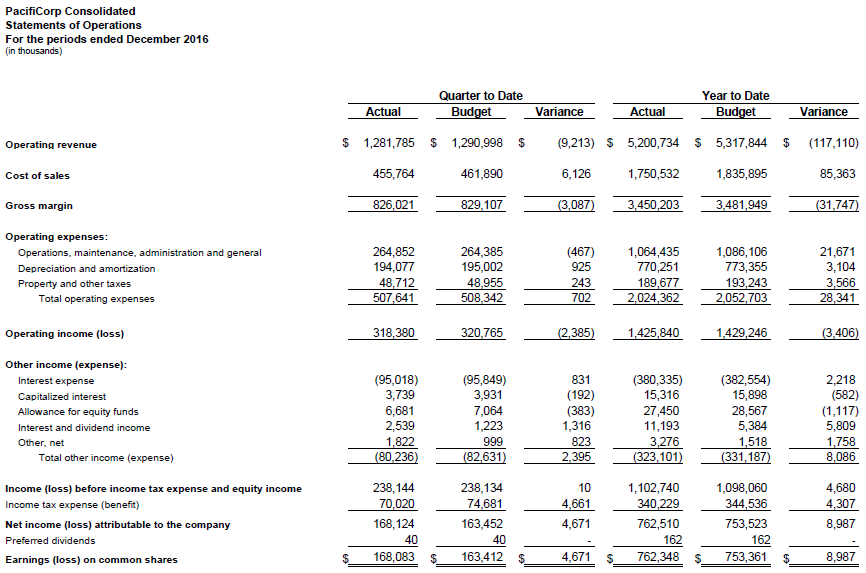 PacifiCorp Consolidated
Statements of Operations
For the periods ended December 2016
(in thousands)
Quarter to Date Year to Date
Actual Budget Variance Actual Budget Variance
Operating revenue $ 1,281,785 $ 1,290,998 $ (9,213) $ 5,200,734 $ 5,317,844 $ (117,110)
Cost of sales 455,764 461,890 6,126 1,750,532 1,835,895 85,363
Gross margin 826,021 829,107 (3,087) 3,450,203 3,481,949 (31,747)
Operating expenses:
Operations, maintenance, administration and general 264,852 264,385 (467) 1,064,435 1,086,106 21,671
Depreciation and amortization 194,077 195,002 925 770,251 773,355 3,104
Property and other taxes 48,712 48,955 243 189,677 193,243 3,566
Total operating expenses 507,641 508,342 702 2,024,362 2,052,703 28,341
Operating income (loss) 318,380 320,765 (2,385) 1,425,840 1,429,246 (3,406)
Other income (expense):
Interest expense (95,018) (95,849) 831 (380,335) (382,554) 2,218
Capitalized interest 3,739 3,931 (192) 15,316 15,898 (582)
Allowance for equity funds 6,681 7,064 (383) 27,450 28,567 (1,117)
Interest and dividend income 2,539 1,223 1,316 11,193 5,384 5,809
Other, net 1,822 999 823 3,276 1,518 1,758
Total other income (expense) (80,236) (82,631) 2,395 (323,101) (331,187) 8,086
Income (loss) before income tax expense and equity income 238,144 238,134 10 1,102,740 1,098,060 4,680
Income tax expense (benefit) 70,020 74,681 4,661 340,229 344,536 4,307
Net income (loss) attributable to the company 168,124 163,452 4,671 762,510 753,523 8,987
Preferred dividends 40 40 - 162 162 -
Earnings (loss) on common shares $ 168,083 $ 163,412 $ 4,671 $ 762,348 $ 753,361 $ 8,987